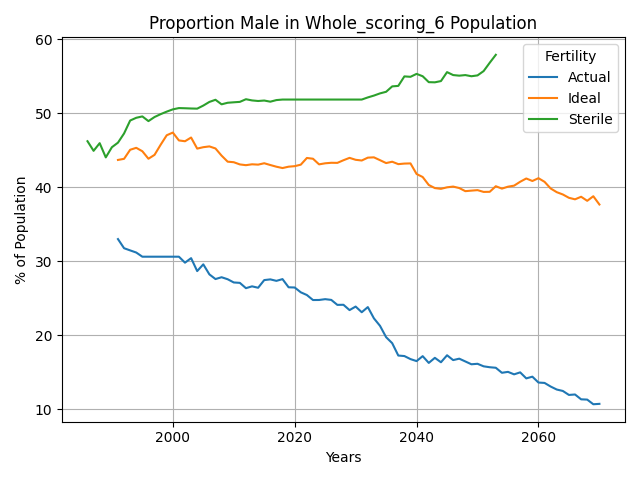 Proportion Male in Whole_scoring_6 Population
% of Population
60
50
40
30
20
10
Fertility
Actual
Ideal
Sterile
2000 2020 2040 2060
Years